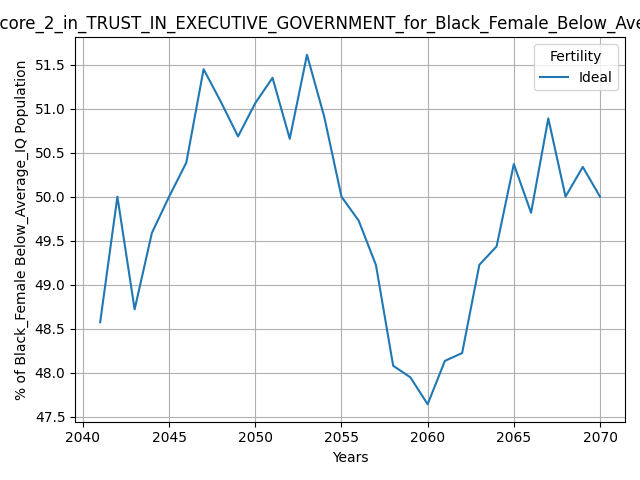 core_2_in_TRUST_IN_EXECUTIVE_GOVERNMENT_for_Black_Female_Below_Ave
Fertility
Ideal
% of Black_Female Below_Average_IQ Population
51.5
51.0
50.5
50.0
49.5
49.0
48.5
48.0
47.5
2040 2045 2050 2055 2060 2065 2070
Years